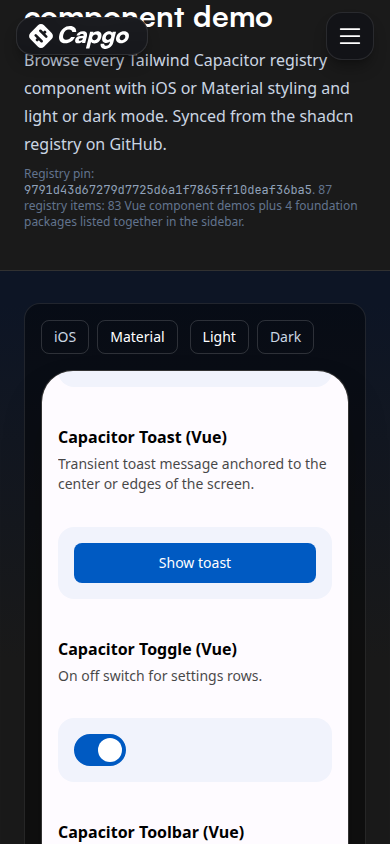 component demo
Capgo
Browse every Tailwind Capacitor registry
component with iOS or Material styling and
light or dark mode. Synced from the shadcn
registry on GitHub.
Registry pin:
9791d43d67279d7725d6a1f7865ff10deaf36ba5. 87
registry items: 83 Vue component demos plus 4 foundation
packages listed together in the sidebar.
iOS
Material
Light
Dark
Capacitor Toast (Vue)
Transient toast message anchored to the
center or edges of the screen.
Show toast
Capacitor Toggle (Vue)
On off switch for settings rows.
Capacitor Toolbar (Vue)